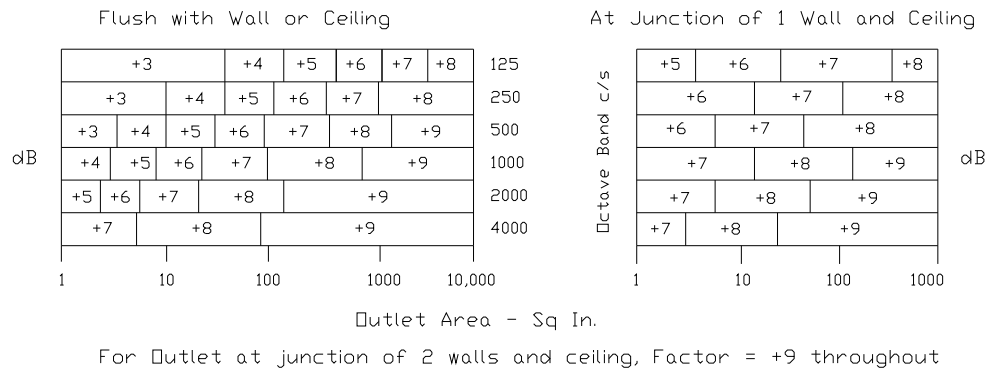 Flush with Wall or Ceiling
At Junction of 1 Wall and Ceiling
+3 +4 +5 +6 +7 +8 125 +5 +6 +7 +8
+3 +4 +5 +6 +7 +8 250 +6 +7 +8
+3 +4 +5 +6 +7 +8 +9 500 +6 +7 +8
+4 +5 +6 +7 +8 +9 1000 +7 +8 +9
+5 +6 +7 +8 +9 2000 +7 +8 +9
+7 +8 +9 4000 +7 +8 +9
dB
Octave Band c/s
dB
1 10 100 1000 10,000
1 10 100 1000
Outlet Area - Sq In.
For Outlet at junction of 2 walls and ceiling, Factor = +9 throughout